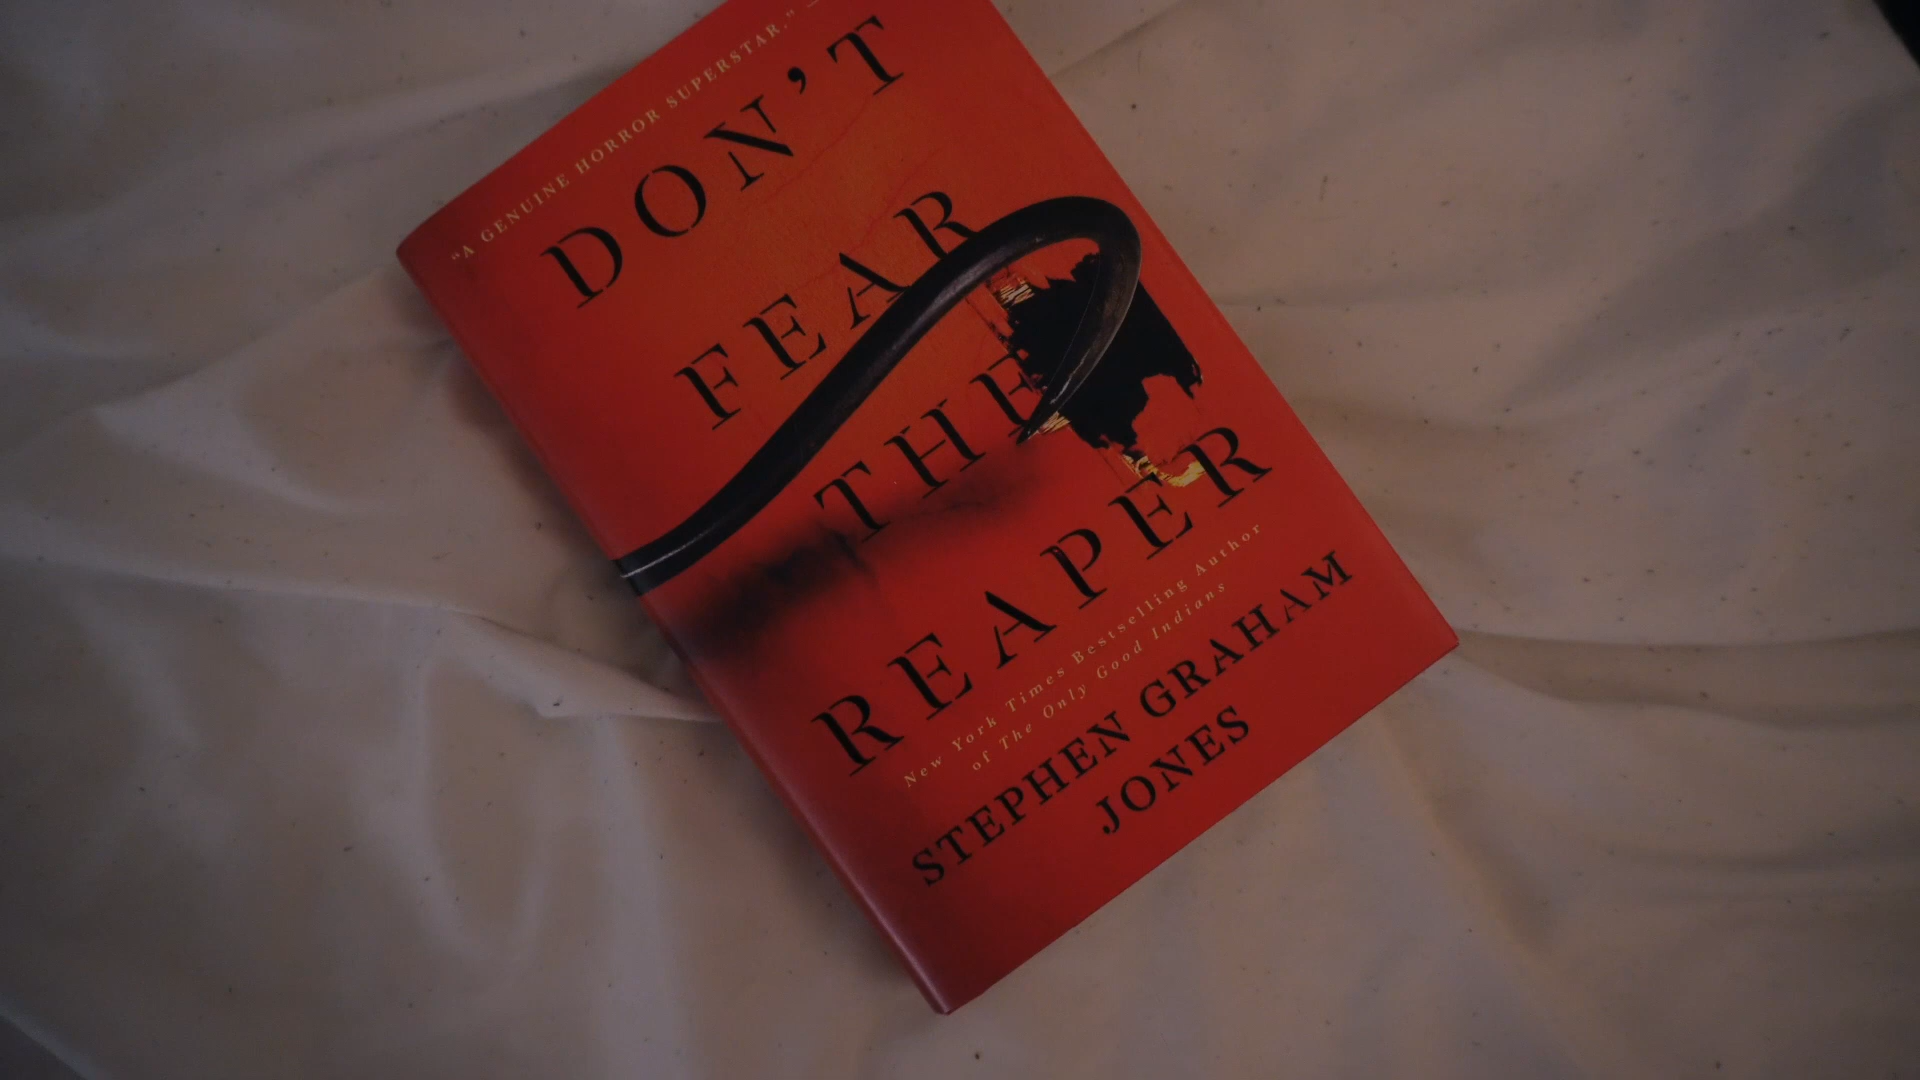 "A GENUINE HORROR SUPERSTAR." —
DON'T
FEAR
THE
REAPER
New York Times Bestselling Author
of The Only Good Indians
STEPHEN GRAHAM
JONES